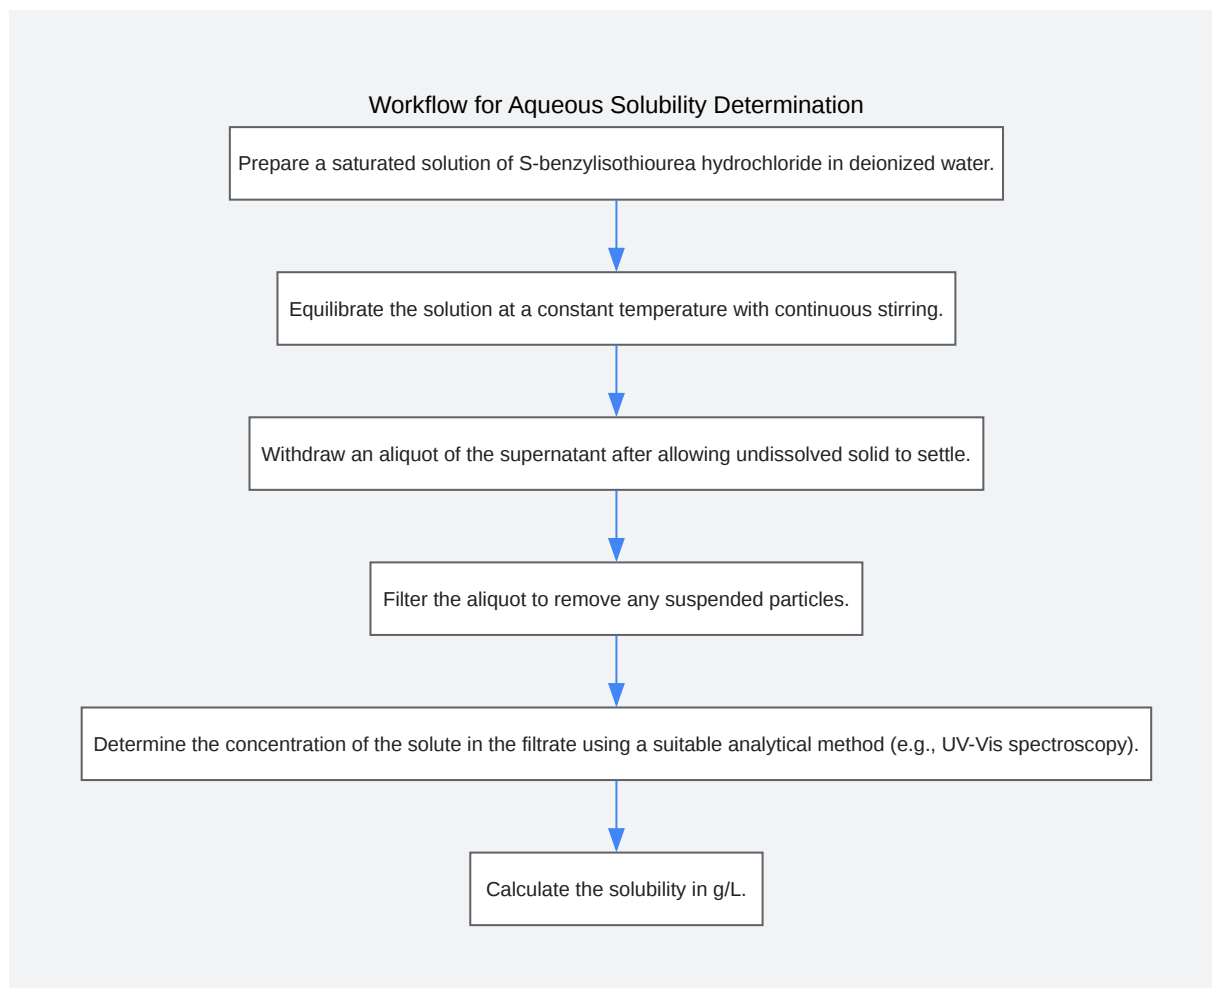 Workflow for Aqueous Solubility Determination
Prepare a saturated solution of S-benzylisothiourea hydrochloride in deionized water.
Equilibrate the solution at a constant temperature with continuous stirring.
Withdraw an aliquot of the supernatant after allowing undissolved solid to settle.
Filter the aliquot to remove any suspended particles.
Determine the concentration of the solute in the filtrate using a suitable analytical method (e.g., UV-Vis spectroscopy).
Calculate the solubility in g/L.